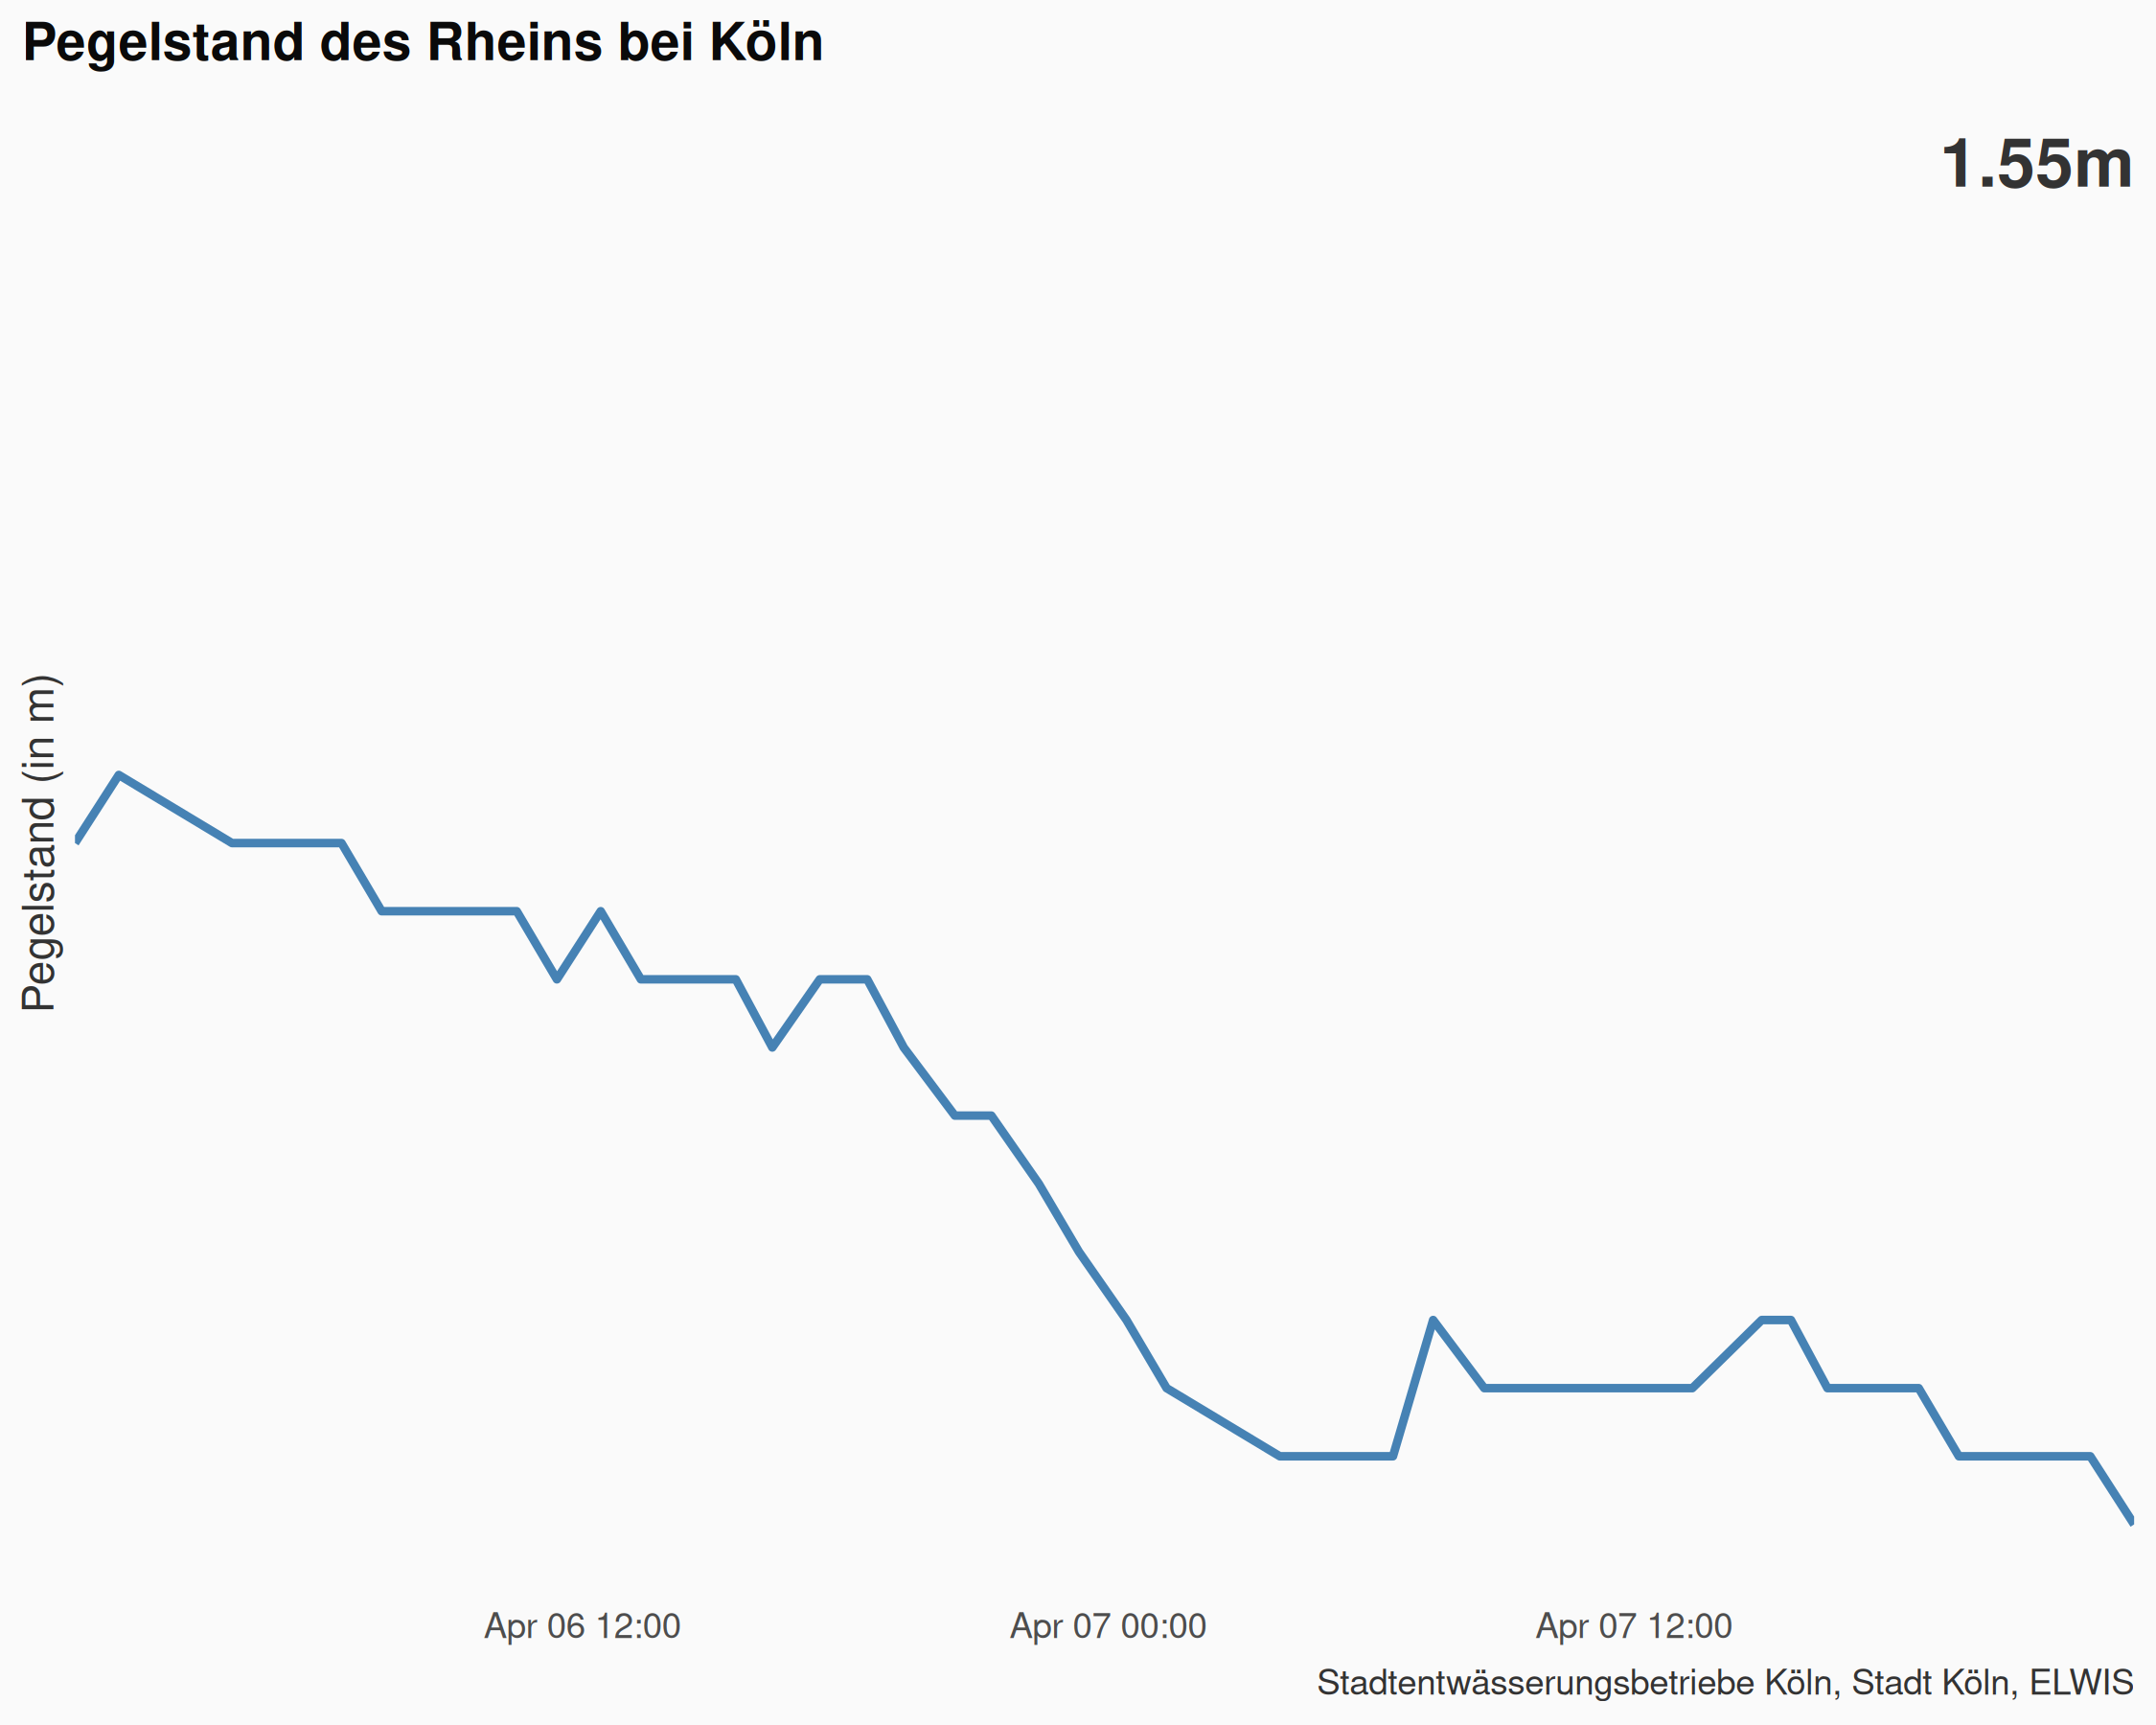 Pegelstand des Rheins bei Köln
1.55m
Pegelstand (in m)
Apr 06 12:00
Apr 07 00:00
Apr 07 12:00
Stadtentwässerungsbetriebe Köln, Stadt Köln, ELWIS